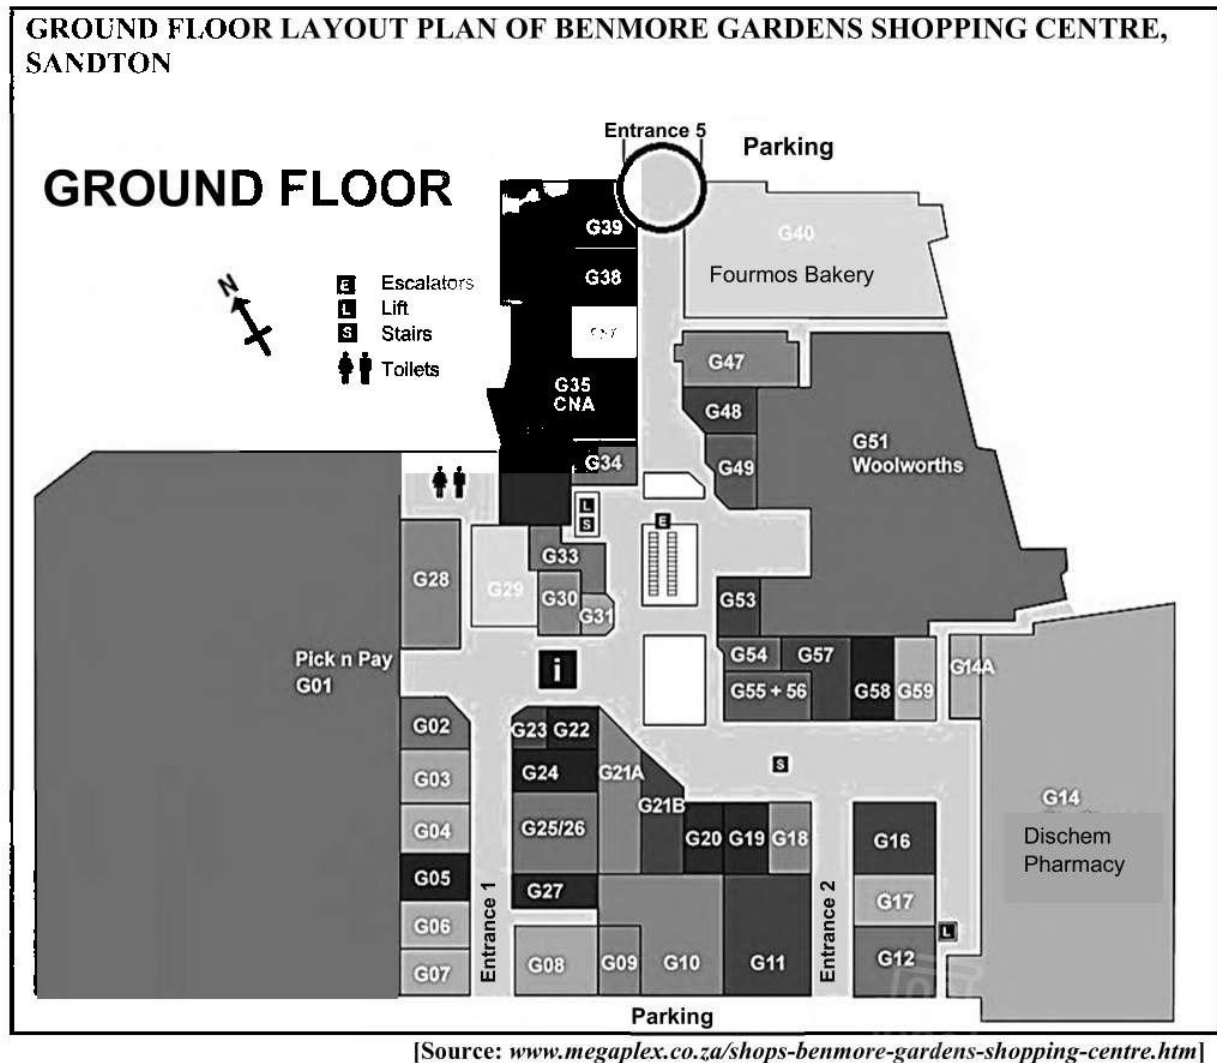 GROUND FLOOR LAYOUT PLAN OF BENMORE GARDENS SHOPPING CENTRE,
SANDTON
Entrance 5
Parking
GROUND FLOOR
N
E Escalators
L Lift
S Stairs
Toilets
G39
G40
Fourmos Bakery
G38
G47
G35
CNA
G48
G51
Woolworths
G34
G49
L
S
E
G33
G28
G29
G30
G31
G53
Pick n Pay
G01
i
G54
G57
G55 + 56
G58
G59
G14A
G02
G23
G22
G03
G24
G21A
S
G04
G25/26
G21B
G20
G19
G18
G16
G14
Dischem
Pharmacy
G05
G27
G17
G06
Entrance 1
Entrance 2
L
G07
G08
G09
G10
G11
G12
Parking
[Source: www.megaplex.co.za/shops-benmore-gardens-shopping-centre.htm]